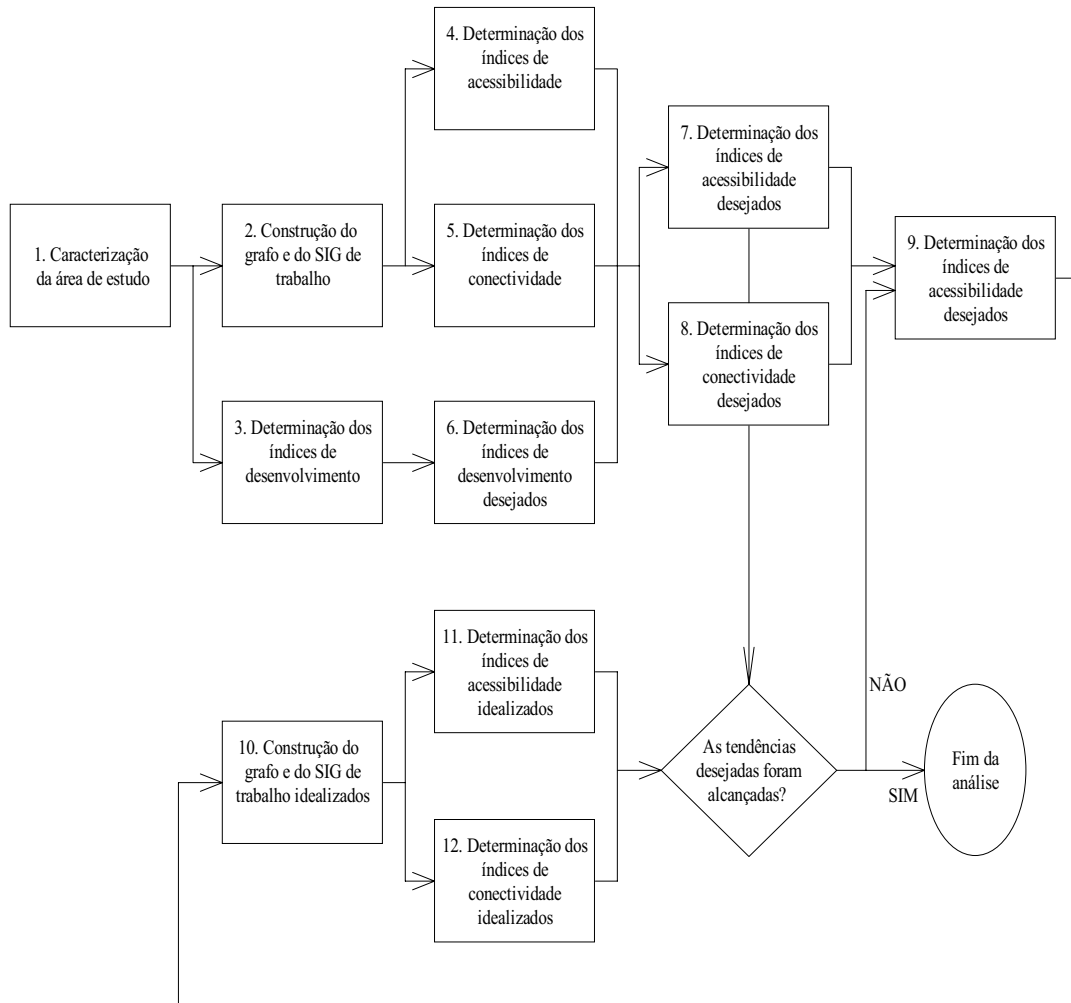 1. Caracterização
da área de estudo
2. Construção do
grafo e do SIG de
trabalho
3. Determinação dos
índices de
desenvolvimento
4. Determinação dos
índices de
acessibilidade
5. Determinação dos
índices de
conectividade
6. Determinação dos
índices de
desenvolvimento
desejados
7. Determinação dos
índices de
acessibilidade
desejados
8. Determinação dos
índices de
conectividade
desejados
9. Determinação dos
índices de
acessibilidade
desejados
10. Construção do
grafo e do SIG de
trabalho idealizados
11. Determinação dos
índices de
acessibilidade
idealizados
12. Determinação dos
índices de
conectividade
idealizados
As tendências
desejadas foram
alcançadas?
NÃO
SIM
Fim da
análise